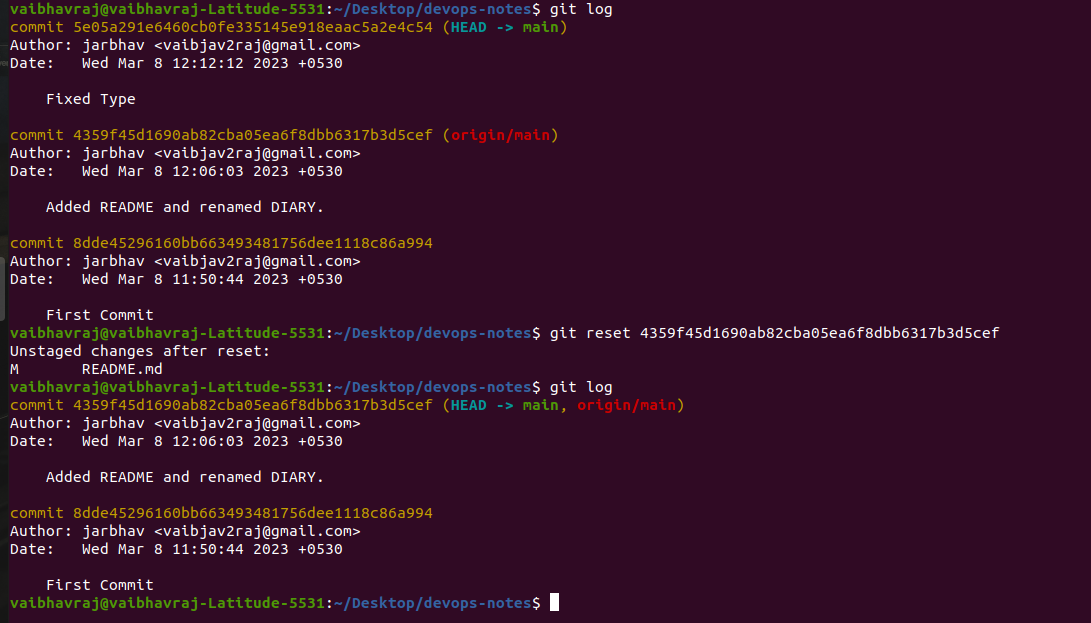 vaibhavraj@vaibhavraj-Latitude-5531:~/Desktop/devops-notes$ git log
commit 5e05a291e6460cb0fe335145e918eaac5a2e4c54 (HEAD -> main)
Author: jarbhav <vaibjav2raj@gmail.com>
Date:   Wed Mar 8 12:12:12 2023 +0530
    Fixed Type
commit 4359f45d1690ab82cba05ea6f8dbb6317b3d5cef (origin/main)
Author: jarbhav <vaibjav2raj@gmail.com>
Date:   Wed Mar 8 12:06:03 2023 +0530
    Added README and renamed DIARY.
commit 8dde45296160bb663493481756dee1118c86a994
Author: jarbhav <vaibjav2raj@gmail.com>
Date:   Wed Mar 8 11:50:44 2023 +0530
    First Commit
vaibhavraj@vaibhavraj-Latitude-5531:~/Desktop/devops-notes$ git reset 4359f45d1690ab82cba05ea6f8dbb6317b3d5cef
Unstaged changes after reset:
M       README.md
vaibhavraj@vaibhavraj-Latitude-5531:~/Desktop/devops-notes$ git log
commit 4359f45d1690ab82cba05ea6f8dbb6317b3d5cef (HEAD -> main, origin/main)
Author: jarbhav <vaibjav2raj@gmail.com>
Date:   Wed Mar 8 12:06:03 2023 +0530
    Added README and renamed DIARY.
commit 8dde45296160bb663493481756dee1118c86a994
Author: jarbhav <vaibjav2raj@gmail.com>
Date:   Wed Mar 8 11:50:44 2023 +0530
    First Commit
vaibhavraj@vaibhavraj-Latitude-5531:~/Desktop/devops-notes$